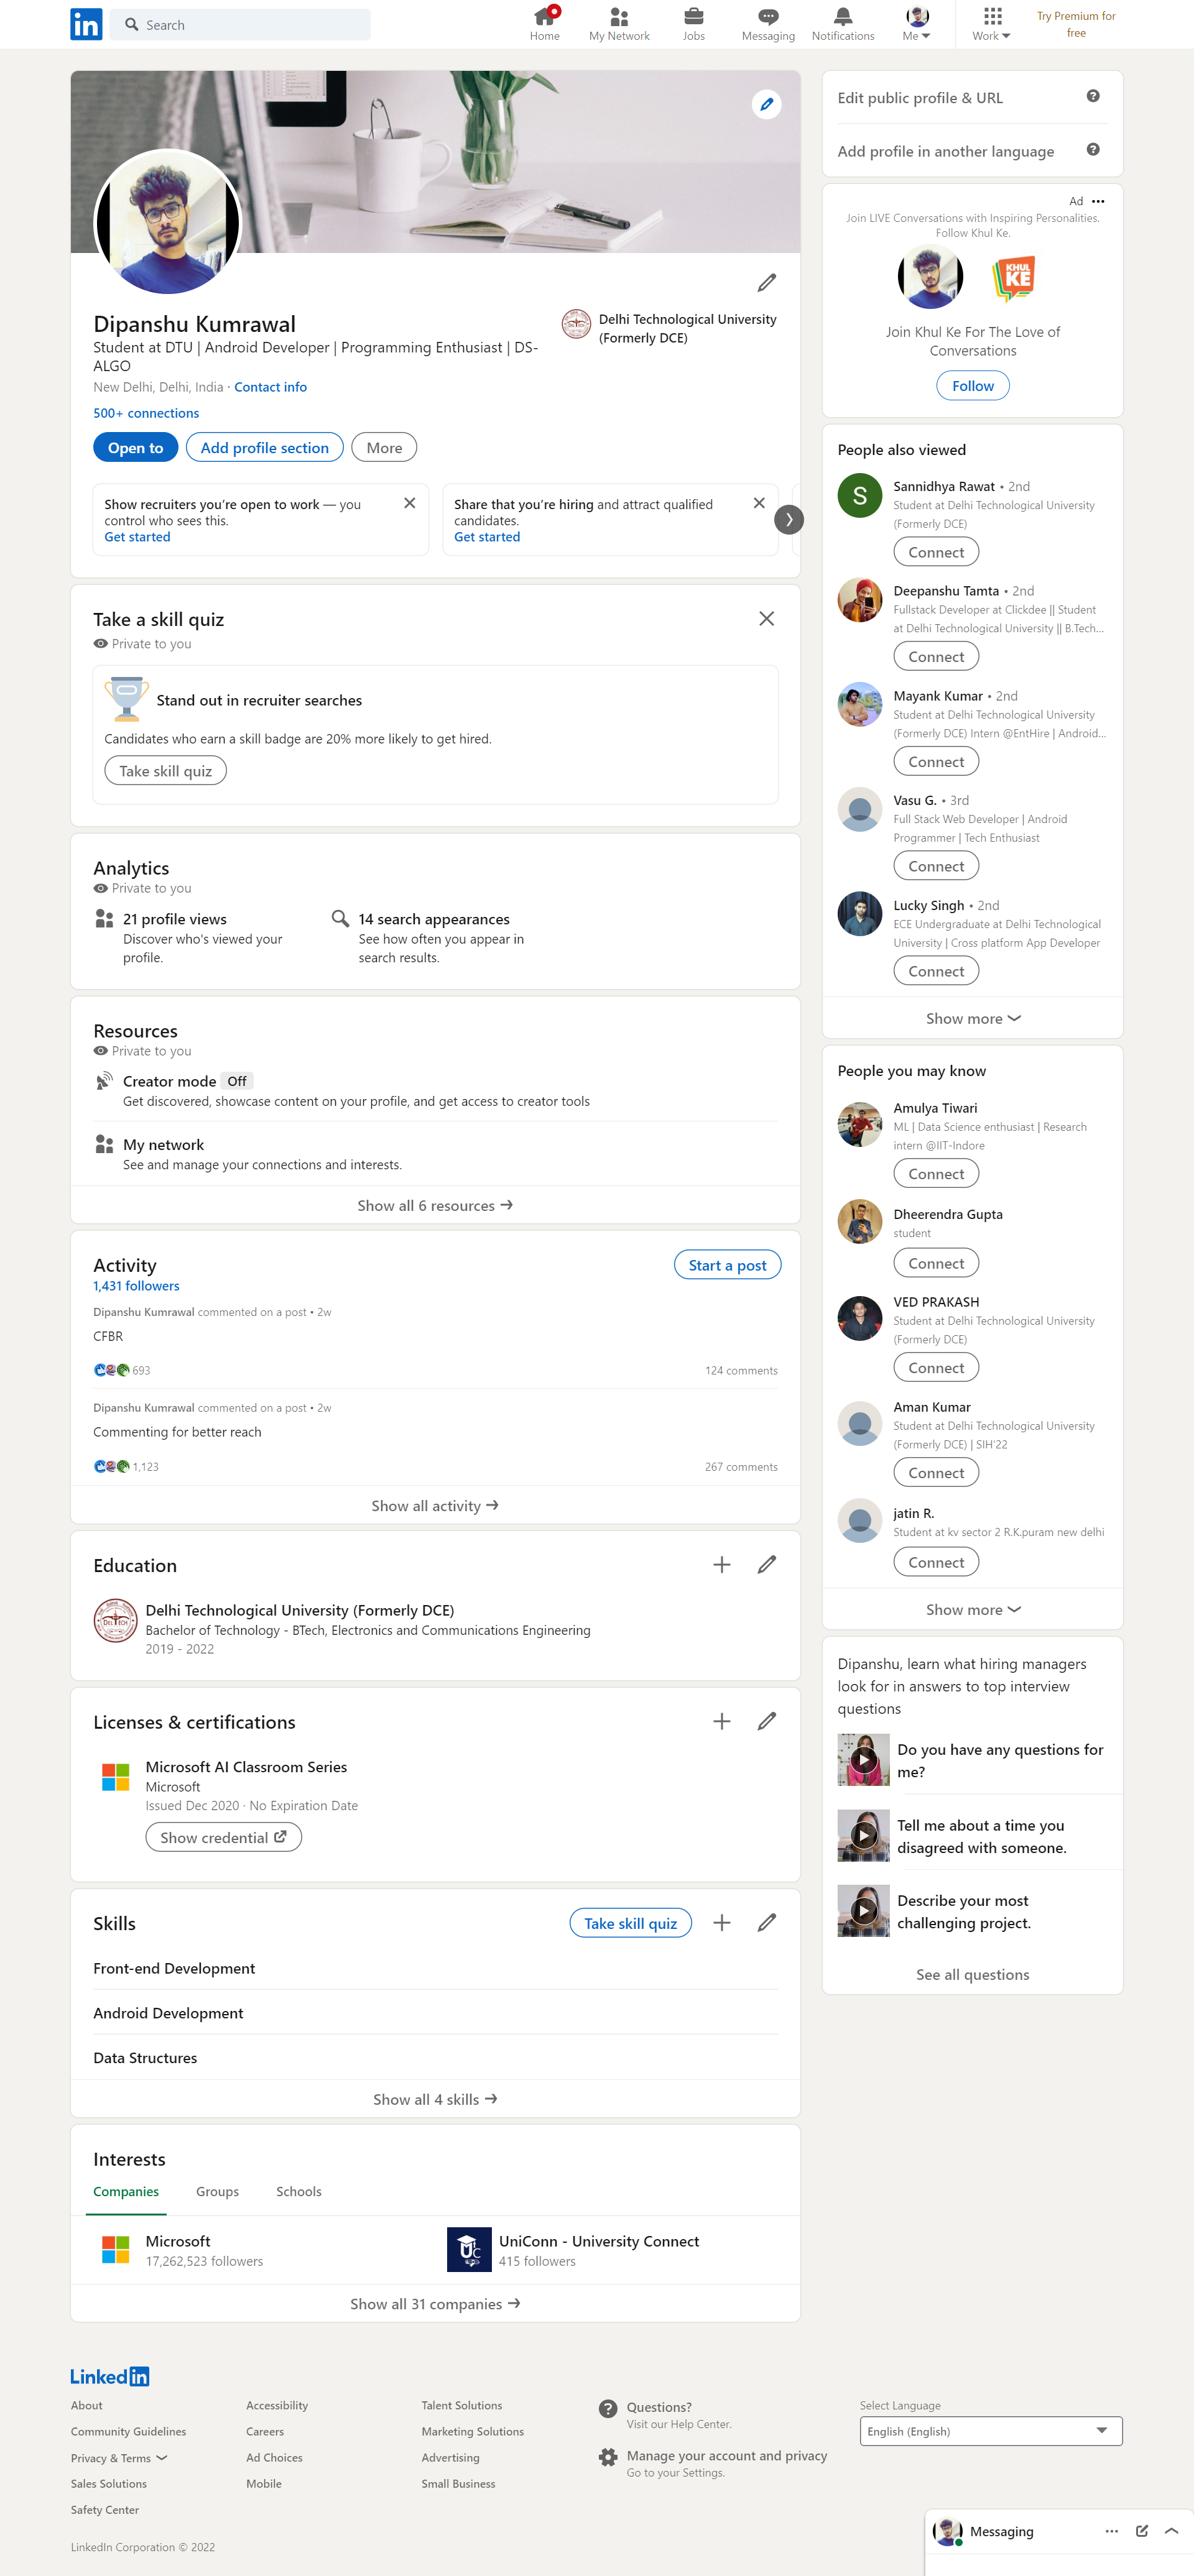 in
Search
Home
My Network
Jobs
Messaging
Notifications
Me
Work
Try Premium for
free
Dipanshu Kumrawal
Student at DTU | Android Developer | Programming Enthusiast | DS-
ALGO
New Delhi, Delhi, India · Contact info
500+ connections
Delhi Technological University
(Formerly DCE)
Open to
Add profile section
More
Show recruiters you're open to work — you
control who sees this.
Get started
Share that you're hiring and attract qualified
candidates.
Get started
Take a skill quiz
Private to you
Stand out in recruiter searches
Candidates who earn a skill badge are 20% more likely to get hired.
Take skill quiz
Analytics
Private to you
21 profile views
Discover who's viewed your
profile.
14 search appearances
See how often you appear in
search results.
Resources
Private to you
Creator mode Off
Get discovered, showcase content on your profile, and get access to creator tools
My network
See and manage your connections and interests.
Show all 6 resources
Activity
Start a post
1,431 followers
Dipanshu Kumrawal commented on a post • 2w
CFBR
693
124 comments
Dipanshu Kumrawal commented on a post • 2w
Commenting for better reach
1,123
267 comments
Show all activity
Education
Delhi Technological University (Formerly DCE)
Bachelor of Technology - BTech, Electronics and Communications Engineering
2019 - 2022
Licenses & certifications
Microsoft AI Classroom Series
Microsoft
Issued Dec 2020 · No Expiration Date
Show credential
Skills
Take skill quiz
Front-end Development
Android Development
Data Structures
Show all 4 skills
Interests
Companies
Groups
Schools
Microsoft
17,262,523 followers
UC
UniConn - University Connect
415 followers
Show all 31 companies
Edit public profile & URL
Add profile in another language
Ad
Join LIVE Conversations with Inspiring Personalities.
Follow Khul Ke.
KHUL
KE
Join Khul Ke For The Love of
Conversations
Follow
People also viewed
S
Sannidhya Rawat • 2nd
Student at Delhi Technological University
(Formerly DCE)
Connect
Deepanshu Tamta • 2nd
Fullstack Developer at Clickdee || Student
at Delhi Technological University || B.Tech...
Connect
Mayank Kumar • 2nd
Student at Delhi Technological University
(Formerly DCE) Intern @EntHire | Android...
Connect
Vasu G. • 3rd
Full Stack Web Developer | Android
Programmer | Tech Enthusiast
Connect
Lucky Singh • 2nd
ECE Undergraduate at Delhi Technological
University | Cross platform App Developer
Connect
Show more
People you may know
Amulya Tiwari
ML | Data Science enthusiast | Research
intern @IIT-Indore
Connect
Dheerendra Gupta
student
Connect
VED PRAKASH
Student at Delhi Technological University
(Formerly DCE)
Connect
Aman Kumar
Student at Delhi Technological University
(Formerly DCE) | SIH'22
Connect
jatin R.
Student at kv sector 2 R.K.puram new delhi
Connect
Show more
Dipanshu, learn what hiring managers
look for in answers to top interview
questions
Do you have any questions for
me?
Tell me about a time you
disagreed with someone.
Describe your most
challenging project.
See all questions
Linked in
About
Community Guidelines
Privacy & Terms
Sales Solutions
Safety Center
Accessibility
Careers
Ad Choices
Mobile
Talent Solutions
Marketing Solutions
Advertising
Small Business
Questions?
Visit our Help Center.
Manage your account and privacy
Go to your Settings.
Select Language
English (English)
LinkedIn Corporation © 2022
Messaging